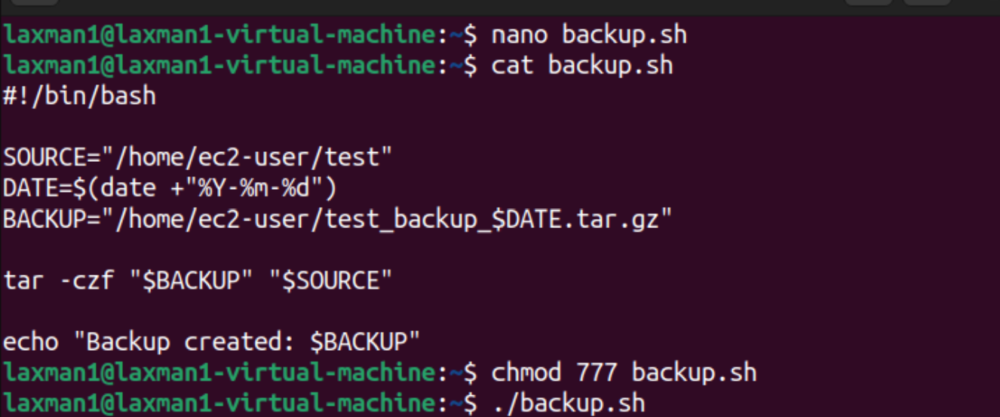 laxman1@laxman1-virtual-machine:~$ nano backup.sh
laxman1@laxman1-virtual-machine:~$ cat backup.sh
#!/bin/bash
SOURCE="/home/ec2-user/test"
DATE=$(date +"%Y-%m-%d")
BACKUP="/home/ec2-user/test_backup_$DATE.tar.gz"
tar -czf "$BACKUP" "$SOURCE"
echo "Backup created: $BACKUP"
laxman1@laxman1-virtual-machine:~$ chmod 777 backup.sh
laxman1@laxman1-virtual-machine:~$ ./backup.sh